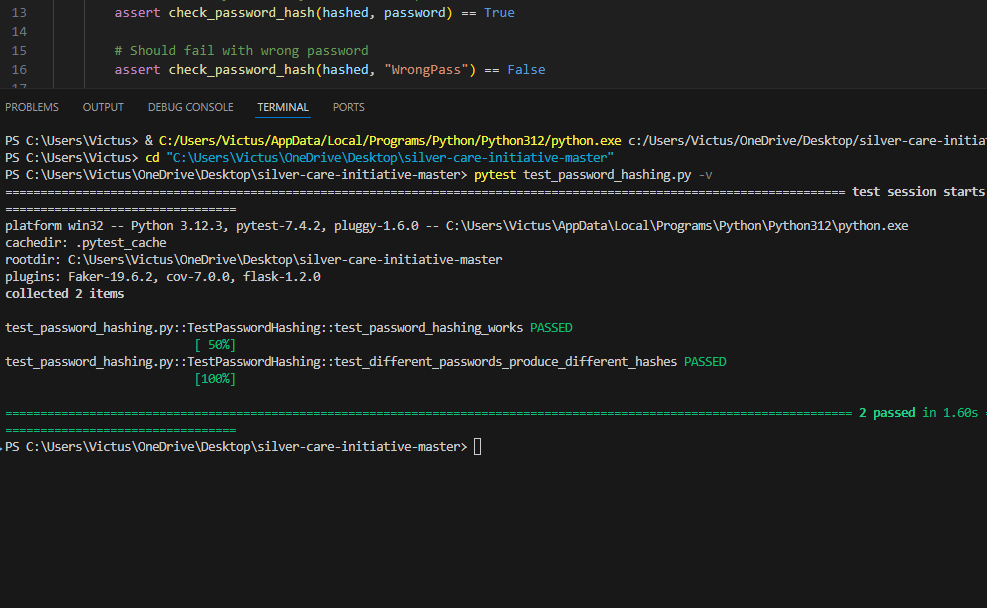 13 assert check_password_hash(hashed, password) == True
14
15 # Should fail with wrong password
16 assert check_password_hash(hashed, "WrongPass") == False
17
PROBLEMS OUTPUT DEBUG CONSOLE TERMINAL PORTS
PS C:\Users\Victus> & C:/Users/Victus/AppData/Local/Programs/Python/Python312/python.exe c:/Users/Victus/OneDrive/Desktop/silver-care-initia
PS C:\Users\Victus> cd "C:\Users\Victus\OneDrive\Desktop\silver-care-initiative-master"
PS C:\Users\Victus\OneDrive\Desktop\silver-care-initiative-master> pytest test_password_hashing.py -v
======================================================================================================================== test session starts
=================================
platform win32 -- Python 3.12.3, pytest-7.4.2, pluggy-1.6.0 -- C:\Users\Victus\AppData\Local\Programs\Python\Python312\python.exe
cachedir: .pytest_cache
rootdir: C:\Users\Victus\OneDrive\Desktop\silver-care-initiative-master
plugins: Faker-19.6.2, cov-7.0.0, flask-1.2.0
collected 2 items
test_password_hashing.py::TestPasswordHashing::test_password_hashing_works PASSED
[ 50%]
test_password_hashing.py::TestPasswordHashing::test_different_passwords_produce_different_hashes PASSED
[100%]
========================================================================================================================= 2 passed in 1.60s =
=================================
PS C:\Users\Victus\OneDrive\Desktop\silver-care-initiative-master>